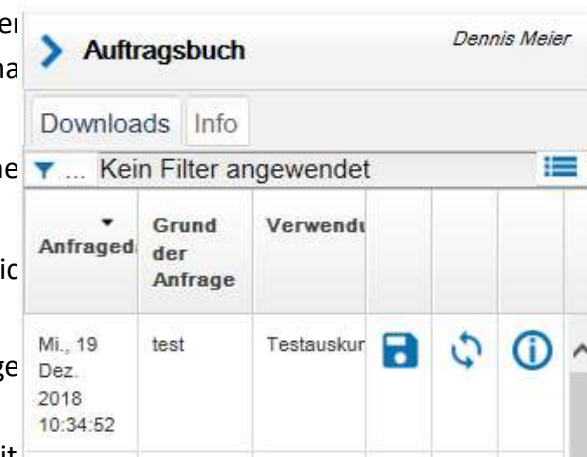 Auftragsbuch
Dennis Meier
Downloads Info
... Kein Filter angewendet
Anfraged
Grund
der
Anfrage
Verwendu
Mi., 19
Dez.
2018
10:34:52
test
Testauskur